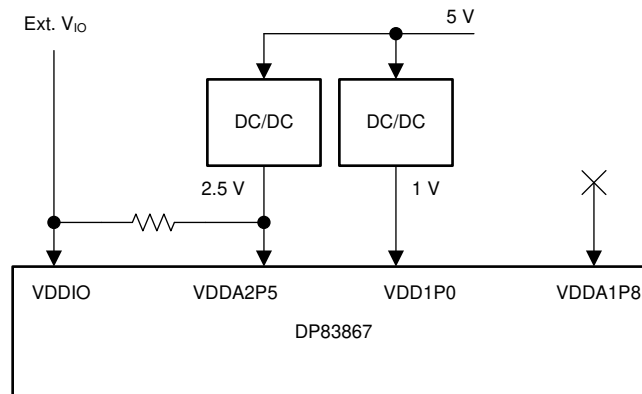 Ext. VIO
5 V
DC/DC
DC/DC
2.5 V
1 V
VDDIO
VDDA2P5
VDD1P0
VDDA1P8
DP83867